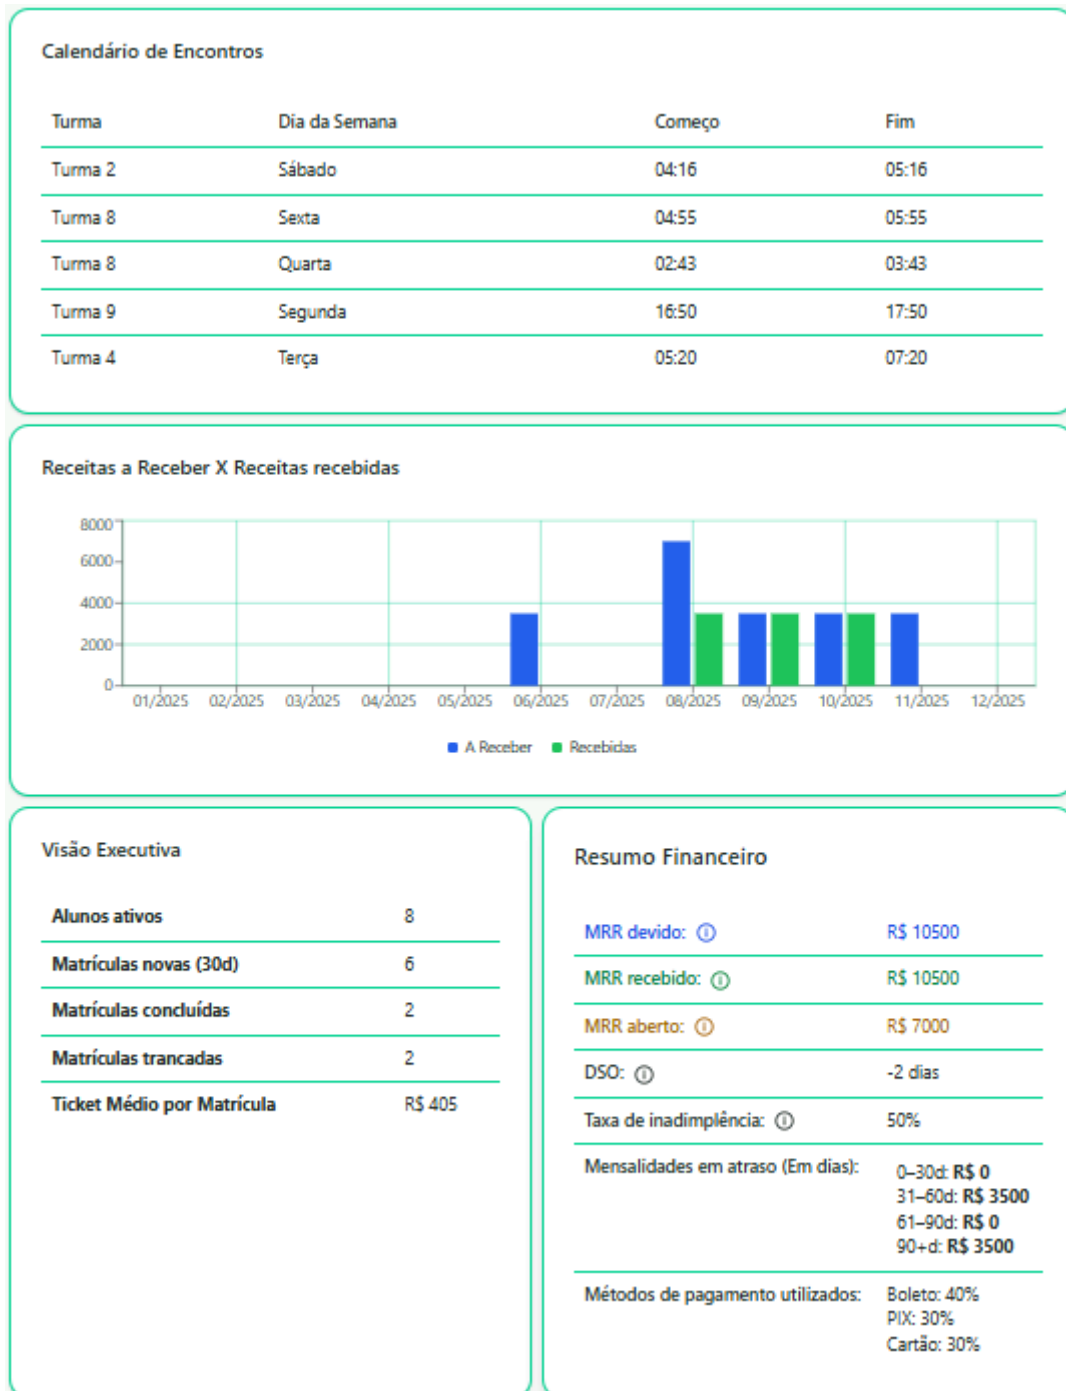 Calendário de Encontros
Turma Dia da Semana Começo Fim
Turma 2 Sábado 04:16 05:16
Turma 8 Sexta 04:55 05:55
Turma 8 Quarta 02:43 03:43
Turma 9 Segunda 16:50 17:50
Turma 4 Terça 05:20 07:20
Receitas a Receber X Receitas recebidas
8000
6000
4000
2000
0
01/2025 02/2025 03/2025 04/2025 05/2025 06/2025 07/2025 08/2025 09/2025 10/2025 11/2025 12/2025
A Receber Recebidas
Visão Executiva
Alunos ativos 8
Matrículas novas (30d) 6
Matrículas concluídas 2
Matrículas trancadas 2
Ticket Médio por Matrícula R$ 405
Resumo Financeiro
MRR devido: R$ 10500
MRR recebido: R$ 10500
MRR aberto: R$ 7000
DSO: -2 dias
Taxa de inadimplência: 50%
Mensalidades em atraso (Em dias): 0–30d: R$ 0
31–60d: R$ 3500
61–90d: R$ 0
90+d: R$ 3500
Métodos de pagamento utilizados: Boleto: 40%
PIX: 30%
Cartão: 30%